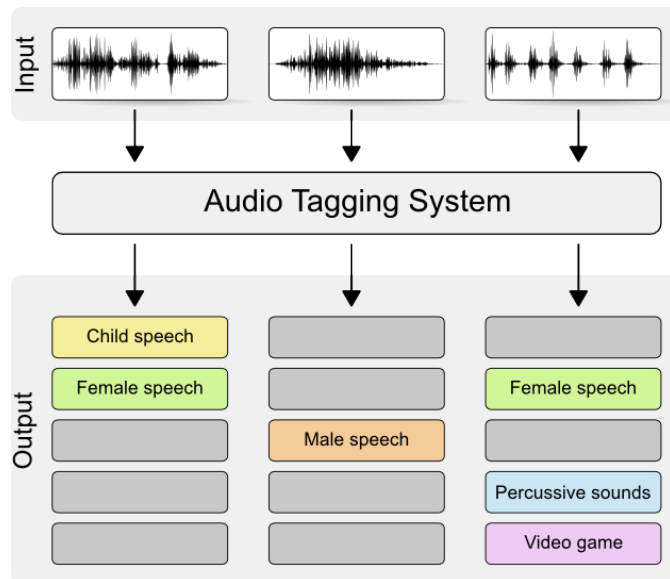 Input
Audio Tagging System
Output
Child speech
Female speech
Male speech
Female speech
Percussive sounds
Video game